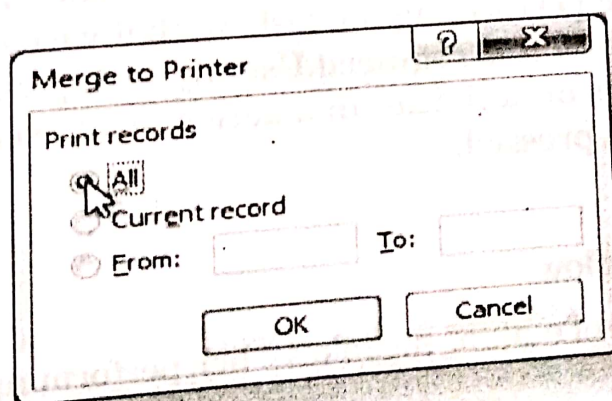 Merge to Printer
Print records
All
Current record
From: To:
OK Cancel